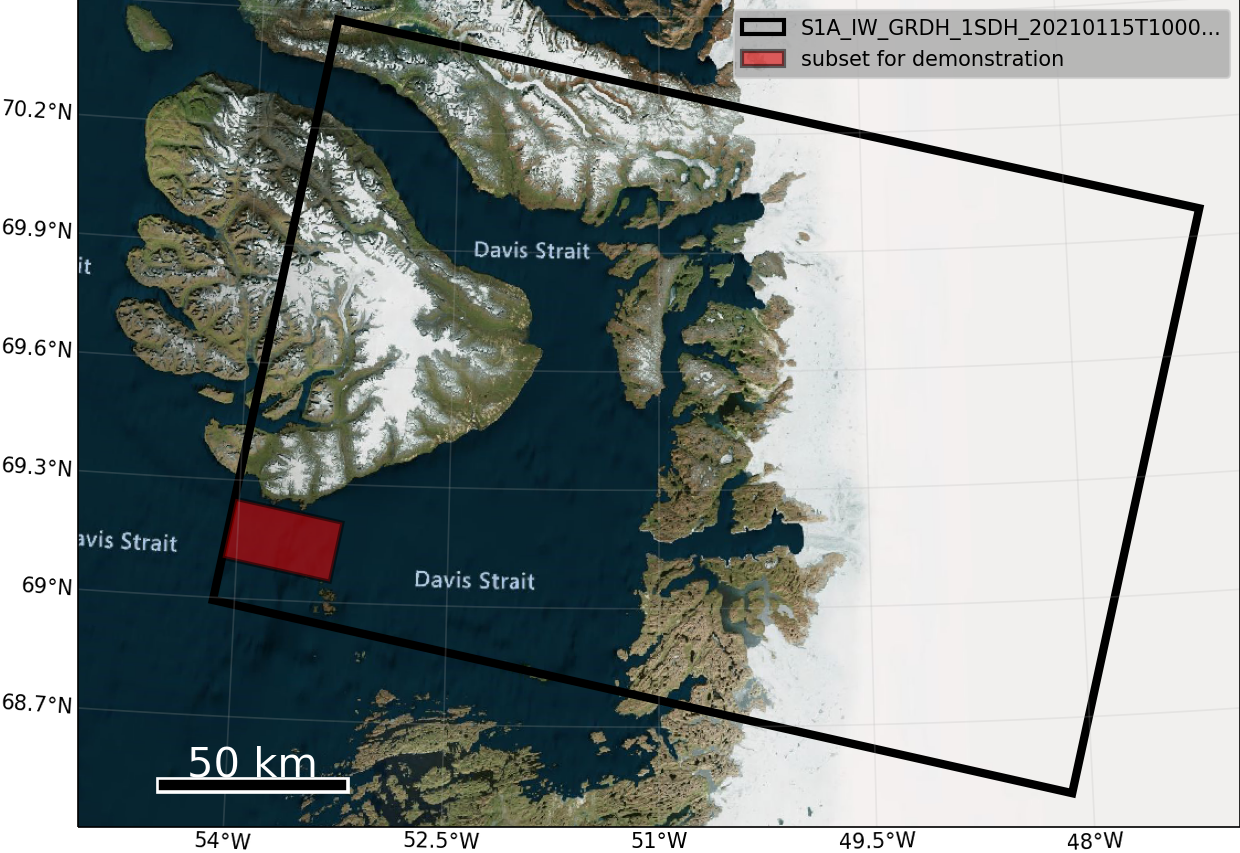 S1A_IW_GRDH_1SDH_20210115T1000...
subset for demonstration
70.2°N
69.9°N
Davis Strait
it
69.6°N
69.3°N
avis Strait
Davis Strait
69°N
68.7°N
50 km
54°W
52.5°W
51°W
49.5°W
48°W